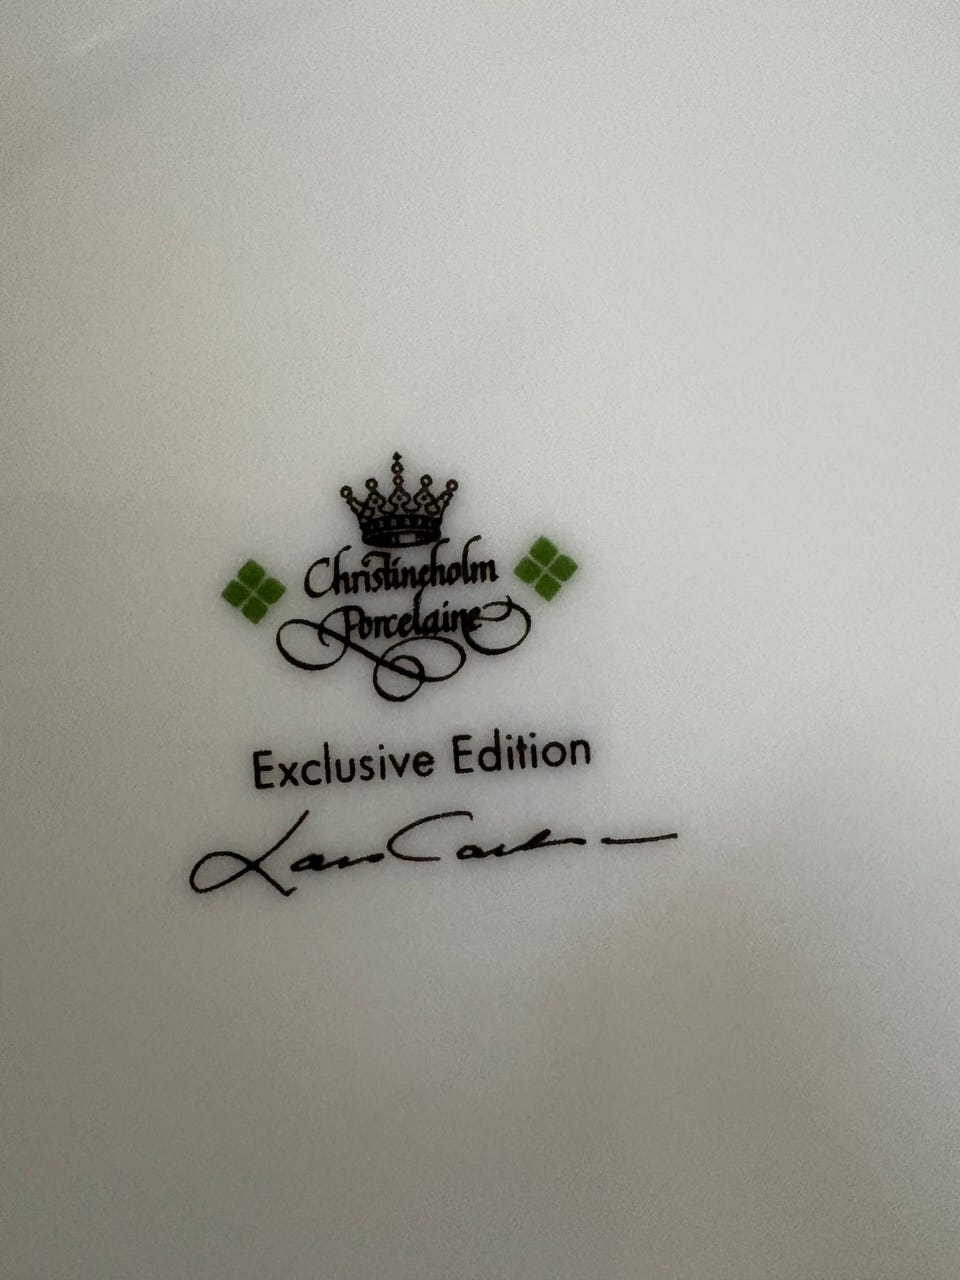 Christineholm
Porcelaine
Exclusive Edition